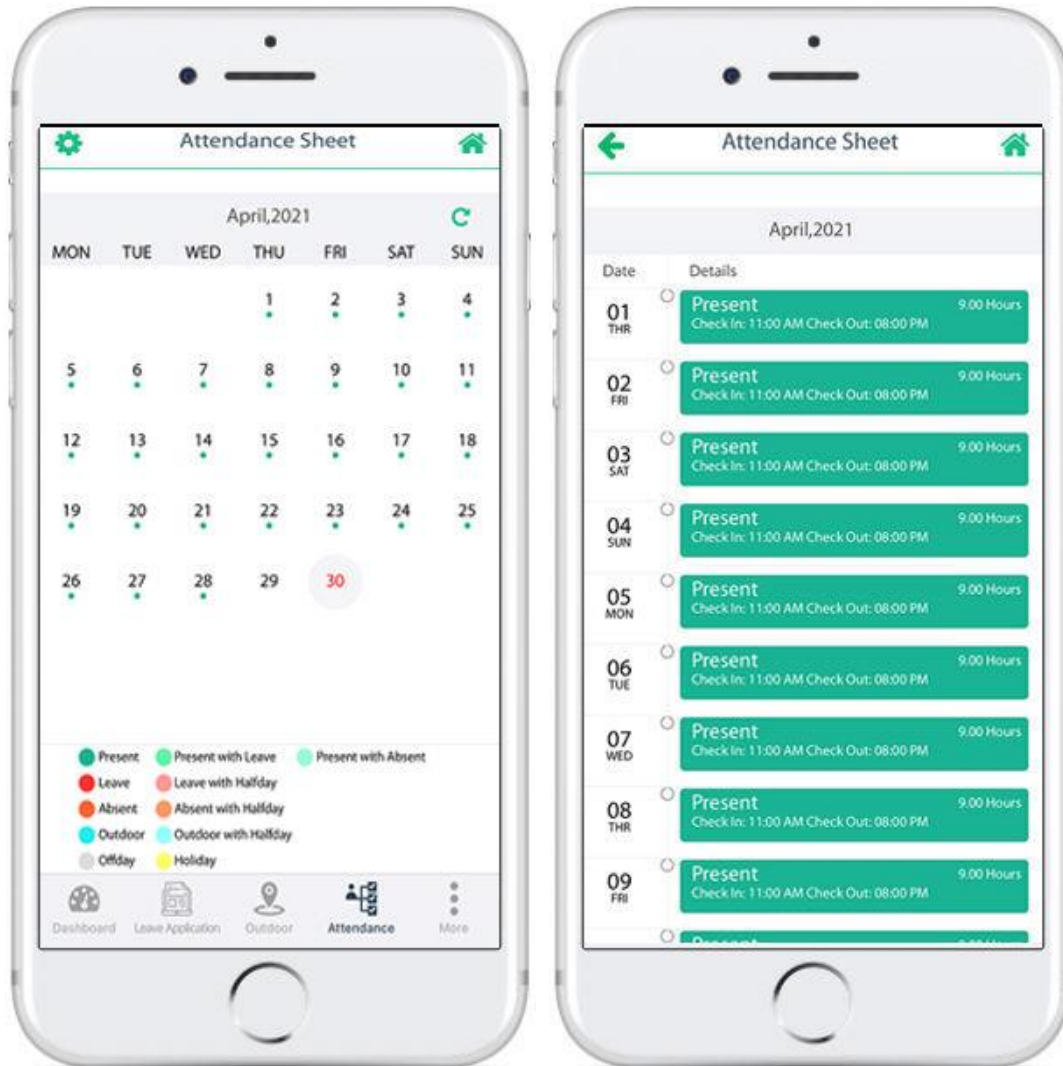 Attendance Sheet
April,2021
MON TUE WED THU FRI SAT SUN
1 2 3 4
5 6 7 8 9 10 11
12 13 14 15 16 17 18
19 20 21 22 23 24 25
26 27 28 29 30
Present Present with Leave Present with Absent
Leave Leave with Halfday
Absent Absent with Halfday
Outdoor Outdoor with Halfday
Offday Holiday
Dashboard Leave Application Outdoor Attendance More
Attendance Sheet
April,2021
Date Details
01 THR
Present 9.00 Hours
Check In: 11:00 AM Check Out: 08:00 PM
02 FRI
Present 9.00 Hours
Check In: 11:00 AM Check Out: 08:00 PM
03 SAT
Present 9.00 Hours
Check In: 11:00 AM Check Out: 08:00 PM
04 SUN
Present 9.00 Hours
Check In: 11:00 AM Check Out: 08:00 PM
05 MON
Present 9.00 Hours
Check In: 11:00 AM Check Out: 08:00 PM
06 TUE
Present 9.00 Hours
Check In: 11:00 AM Check Out: 08:00 PM
07 WED
Present 9.00 Hours
Check In: 11:00 AM Check Out: 08:00 PM
08 THR
Present 9.00 Hours
Check In: 11:00 AM Check Out: 08:00 PM
09 FRI
Present 9.00 Hours
Check In: 11:00 AM Check Out: 08:00 PM